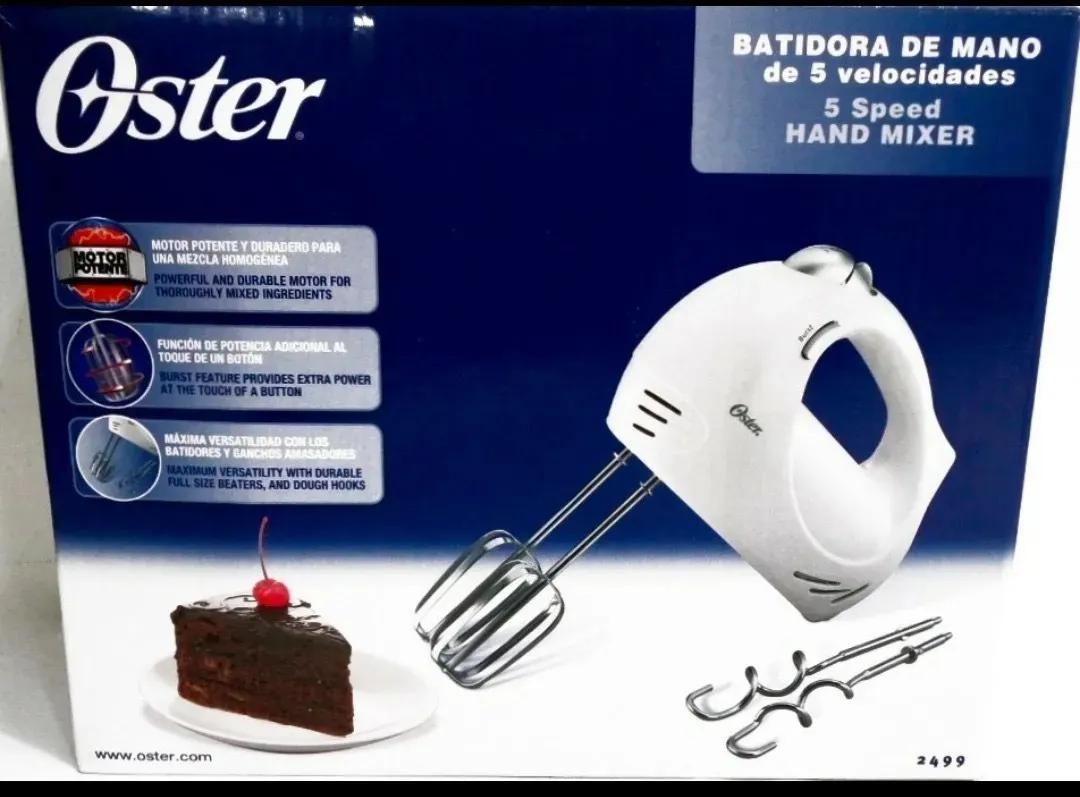 Oster
BATIDORA DE MANO
de 5 velocidades
5 Speed
HAND MIXER
MOTOR
POTENTE
MOTOR POTENTE Y DURADERO PARA
UNA MEZCLA HOMOGÉNEA
POWERFUL AND DURABLE MOTOR FOR
THOROUGHLY MIXED INGREDIENTS
FUNCIÓN DE POTENCIA ADICIONAL AL
TOQUE DE UN BOTÓN
BURST FEATURE PROVIDES EXTRA POWER
AT THE TOUCH OF A BUTTON
MÁXIMA VERSATILIDAD CON LOS
BATIDORES Y GANCHOS AMASADORES
MAXIMUM VERSATILITY WITH DURABLE
FULL SIZE BEATERS, AND DOUGH HOOKS
Burst
Oster
www.oster.com
2499